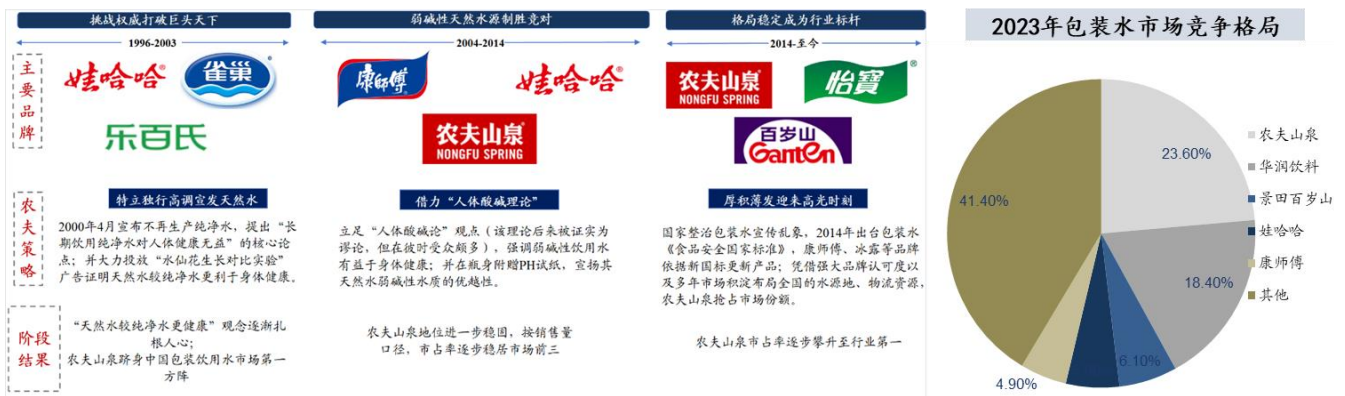 挑战权威打破巨头天下
1996-2003
主要品牌
娃哈哈®
雀巢®
乐百氏
农夫策略
特立独行高调宣发天然水
2000年4月宣布不再生产纯净水，提出“长
期饮用纯净水对人体健康无益”的核心论
点；并大力投放“水仙花生长对比实验”
广告证明天然水较纯净水更利于身体健康。
阶段结果
“天然水较纯净水更健康”观念逐渐扎
根人心；
农夫山泉跻身中国包装饮用水市场第一
方阵
弱碱性天然水源制胜竞对
2004-2014
康師傅
娃哈哈®
农夫山泉®
NONGFU SPRING
借力“人体酸碱理论”
立足“人体酸碱论”观点（该理论后来被证实为
谬论，但在彼时受众颇多），强调弱碱性饮用水
有益于身体健康；并在瓶身附赠PH试纸，宣扬其
天然水弱碱性水质的优越性。
农夫山泉地位进一步稳固，按销售量
口径，市占率逐步稳居市场前三
格局稳定成为行业标杆
2014-至今
农夫山泉®
NONGFU SPRING
怡寶®
百岁山
Ganten
厚积薄发迎来高光时刻
国家整治包装水宣传乱象，2014年出台包装水
《食品安全国家标准》，康师傅、冰露等品牌
依据新国标更新产品；凭借强大品牌认可度以
及多年市场积淀布局全国的水源地、物流资源，
农夫山泉抢占市场份额。
农夫山泉市占率逐步攀升至行业第一
2023年包装水市场竞争格局
23.60%
18.40%
6.10%
4.90%
41.40%
农夫山泉
华润饮料
景田百岁山
娃哈哈
康师傅
其他